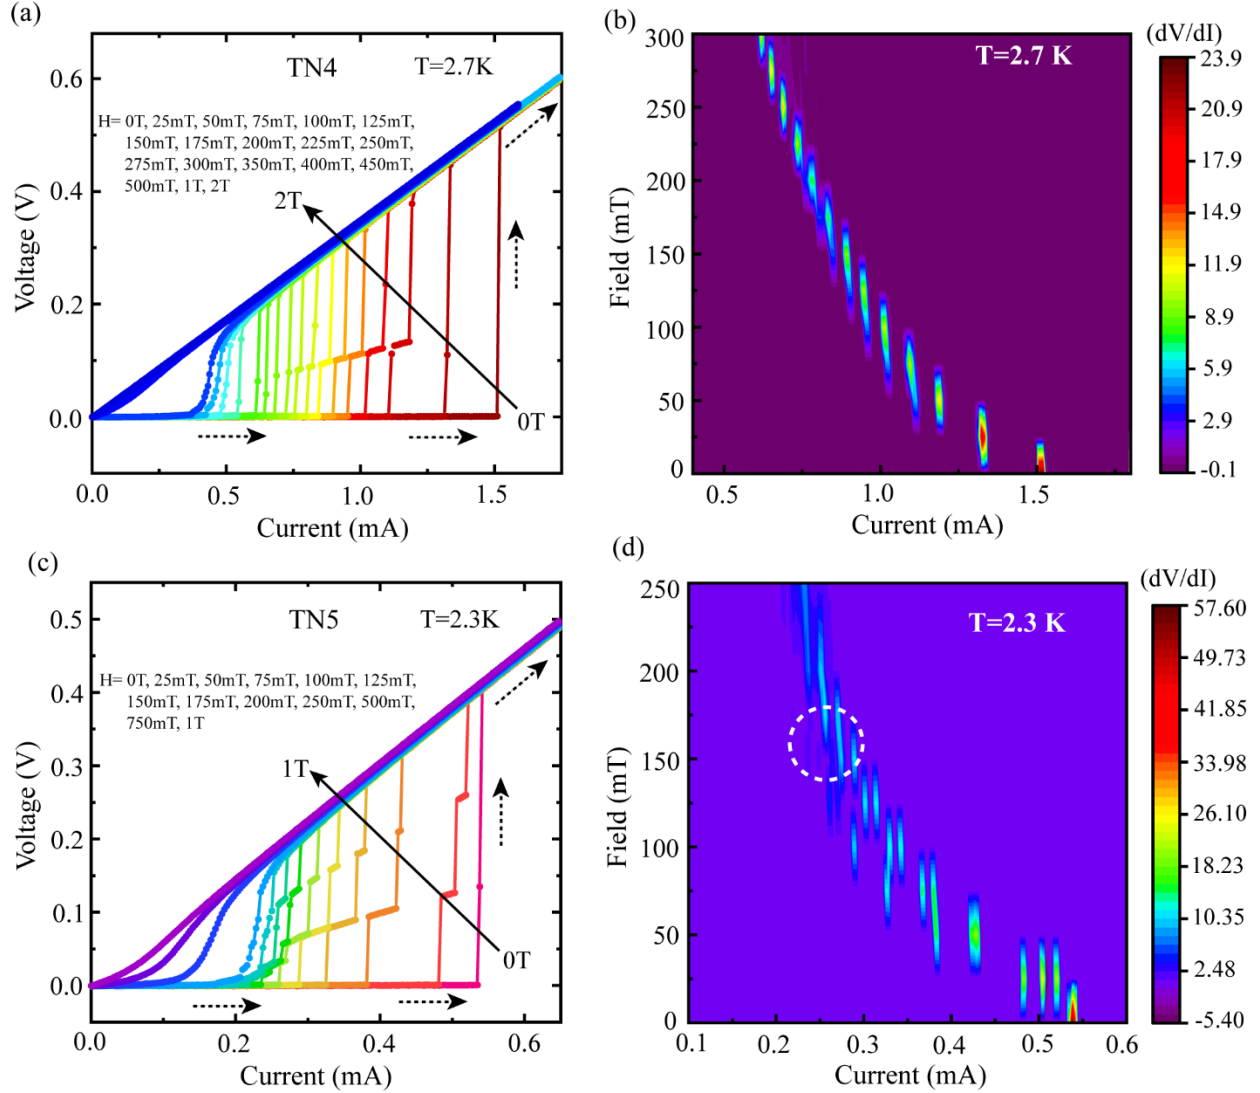 (a)
TN4 T=2.7K
H= 0T, 25mT, 50mT, 75mT, 100mT, 125mT,
150mT, 175mT, 200mT, 225mT, 250mT,
275mT, 300mT, 350mT, 400mT, 450mT,
500mT, 1T, 2T
2T
0T
0.6
0.4
0.2
0.0
Voltage (V)
0.0 0.5 1.0 1.5
Current (mA)
(b)
T=2.7 K
300
250
200
150
100
50
0
Field (mT)
0.6 1.0 1.4
Current (mA)
(dV/dI)
23.9
20.9
17.9
14.9
11.9
8.9
5.9
2.9
-0.1
(c)
TN5 T=2.3K
H= 0T, 25mT, 50mT, 75mT, 100mT, 125mT,
150mT, 175mT, 200mT, 250mT, 500mT,
750mT, 1T
1T
0T
0.5
0.4
0.3
0.2
0.1
0.0
Voltage (V)
0.0 0.2 0.4 0.6
Current (mA)
(d)
T=2.3 K
250
200
150
100
50
0
Field (mT)
0.1 0.2 0.3 0.4 0.5 0.6
Current (mA)
(dV/dI)
57.60
49.73
41.85
33.98
26.10
18.23
10.35
2.48
-5.40